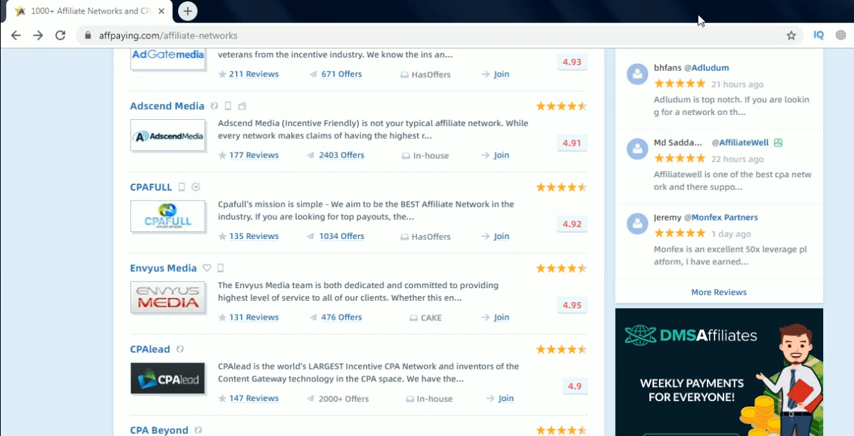 1000+ Affiliate Networks and CP
affpaying.com/affiliate-networks
IQ
AdGatemedia
veterans from the incentive industry. We know the ins an...
211 Reviews 671 Offers HasOffers Join
4.93
Adscend Media
AdscendMedia
Adscend Media (Incentive Friendly) is not your typical affiliate network. While
every network makes claims of having the highest r...
4.91
177 Reviews 2403 Offers In-house Join
CPAFULL
CPAFULL
Cpafull's mission is simple - We aim to be the BEST Affiliate Network in the
industry. If you are looking for top payouts, the...
4.92
135 Reviews 1034 Offers HasOffers Join
Envyus Media
ENVYUS
MEDIA
The Envyus Media team is both dedicated and committed to providing
highest level of service to all of our clients. Whether this en...
4.95
131 Reviews 476 Offers CAKE Join
CPAlead
CPAlead
CPAlead is the world's LARGEST Incentive CPA Network and inventors of the
Content Gateway technology in the CPA space. We have the...
4.9
147 Reviews 2000+ Offers In-house Join
CPA Beyond
bhfans @Adludum
21 hours ago
Adludum is top notch. If you are lookin
g for a network on th...
Md Sadda... @AffiliateWell
22 hours ago
Affiliatewell is one of the best cpa netw
ork and there suppo...
Jeremy @Monfex Partners
1 day ago
Monfex is an excellent 50x leverage pl
atform, I have earned...
More Reviews
DMSAffiliates
WEEKLY PAYMENTS
FOR EVERYONE!